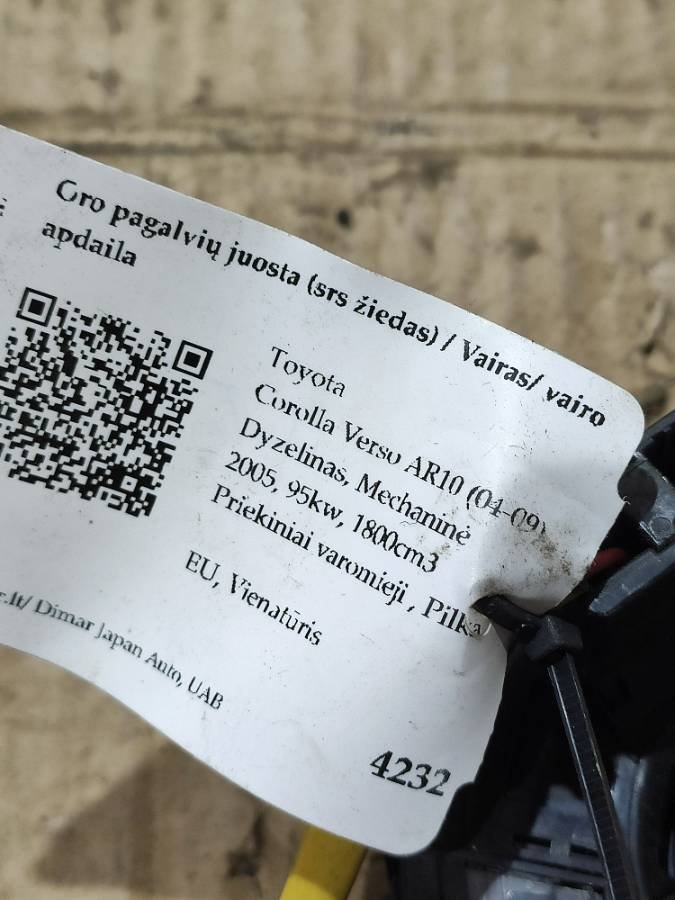 Oro pagalvių juosta (srs žiedas) / Vairas/ vairo
apdaila
Toyota
Corolla Verso AR10 (04-09)
Dyzelinas, Mechaninė
2005, 95kw, 1800cm3
Priekiniai varomieji , Pilka
EU, Vienatūris
r.lt/ Dimar Japan Auto, UAB
4232